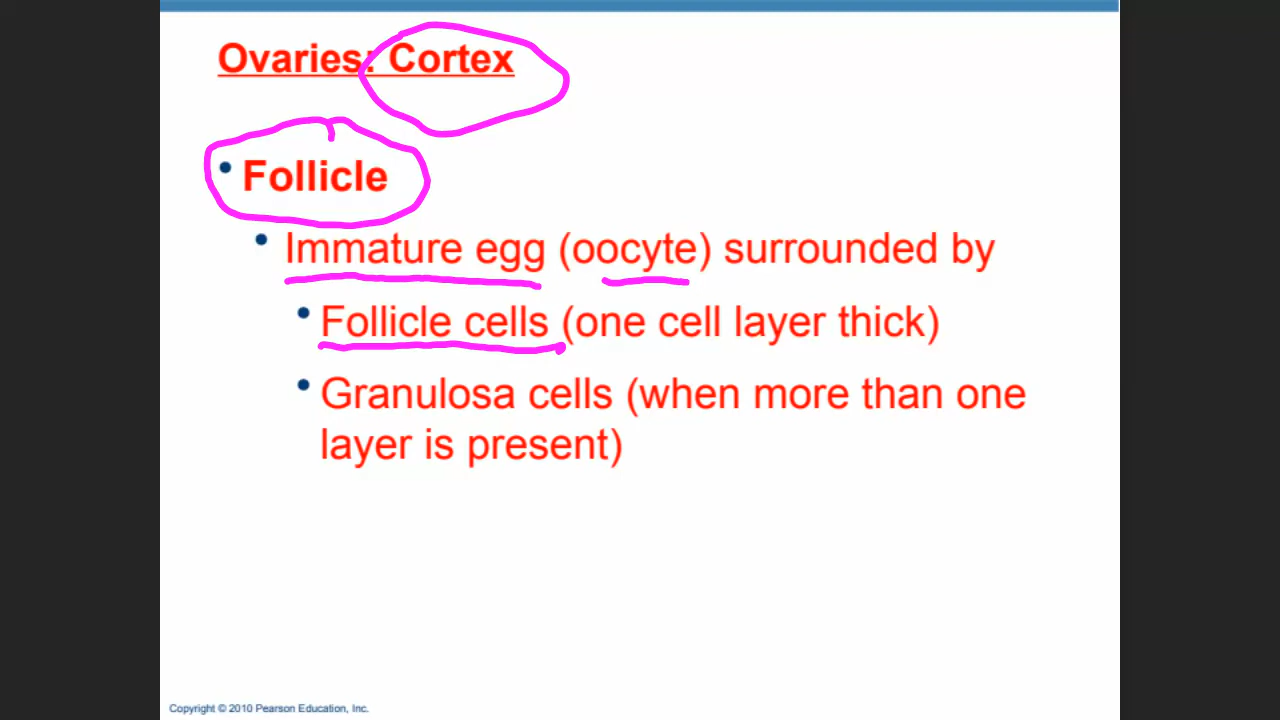 Ovaries: Cortex
• Follicle
• Immature egg (oocyte) surrounded by
• Follicle cells (one cell layer thick)
• Granulosa cells (when more than one
layer is present)
Copyright © 2010 Pearson Education, Inc.